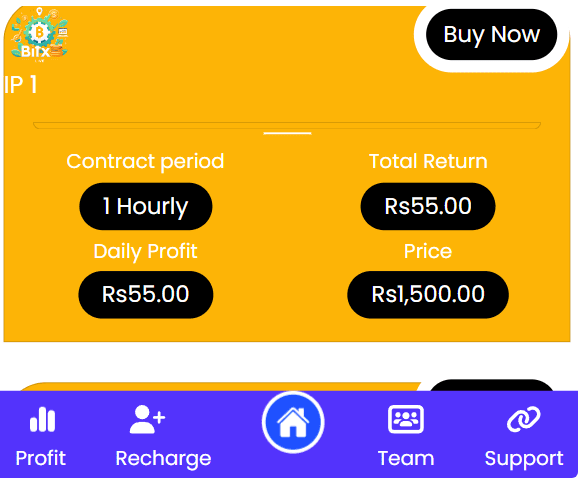 Bitx
Buy Now
IP 1
Contract period
Total Return
1 Hourly
Rs55.00
Daily Profit
Price
Rs55.00
Rs1,500.00
Profit
Recharge
Team
Support